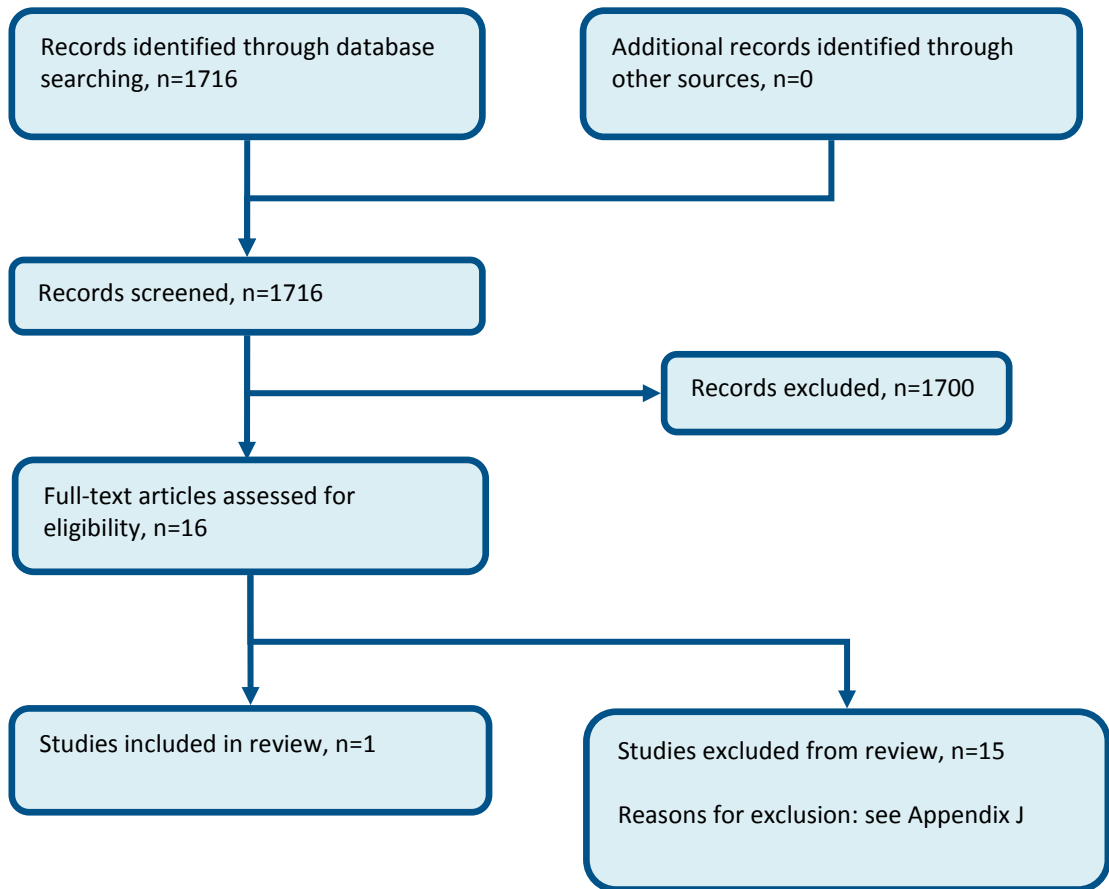 Records identified through database
searching, n=1716
Additional records identified through
other sources, n=0
Records screened, n=1716
Records excluded, n=1700
Full-text articles assessed for
eligibility, n=16
Studies included in review, n=1
Studies excluded from review, n=15
Reasons for exclusion: see Appendix J